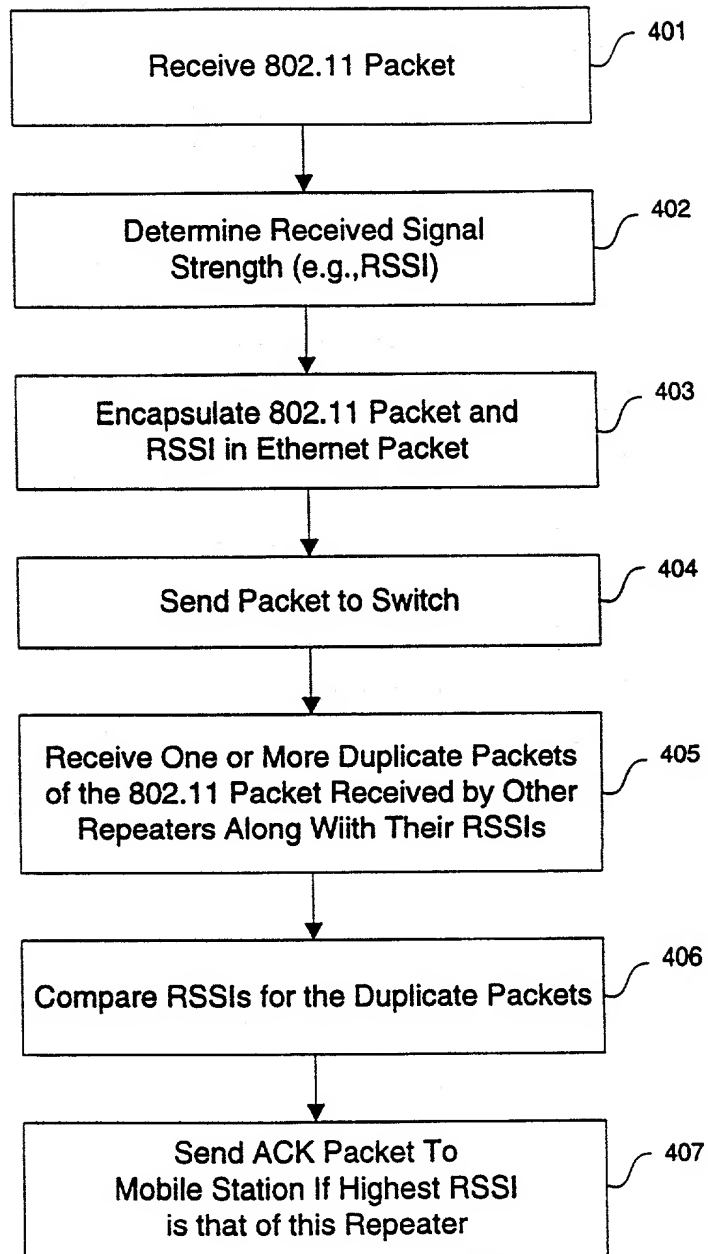 Receive 802.11 Packet
401
Determine Received Signal
Strength (e.g.,RSSI)
402
Encapsulate 802.11 Packet and
RSSI in Ethernet Packet
403
Send Packet to Switch
404
Receive One or More Duplicate Packets
of the 802.11 Packet Received by Other
Repeaters Along Wiith Their RSSIs
405
Compare RSSIs for the Duplicate Packets
406
Send ACK Packet To
Mobile Station If Highest RSSI
is that of this Repeater
407